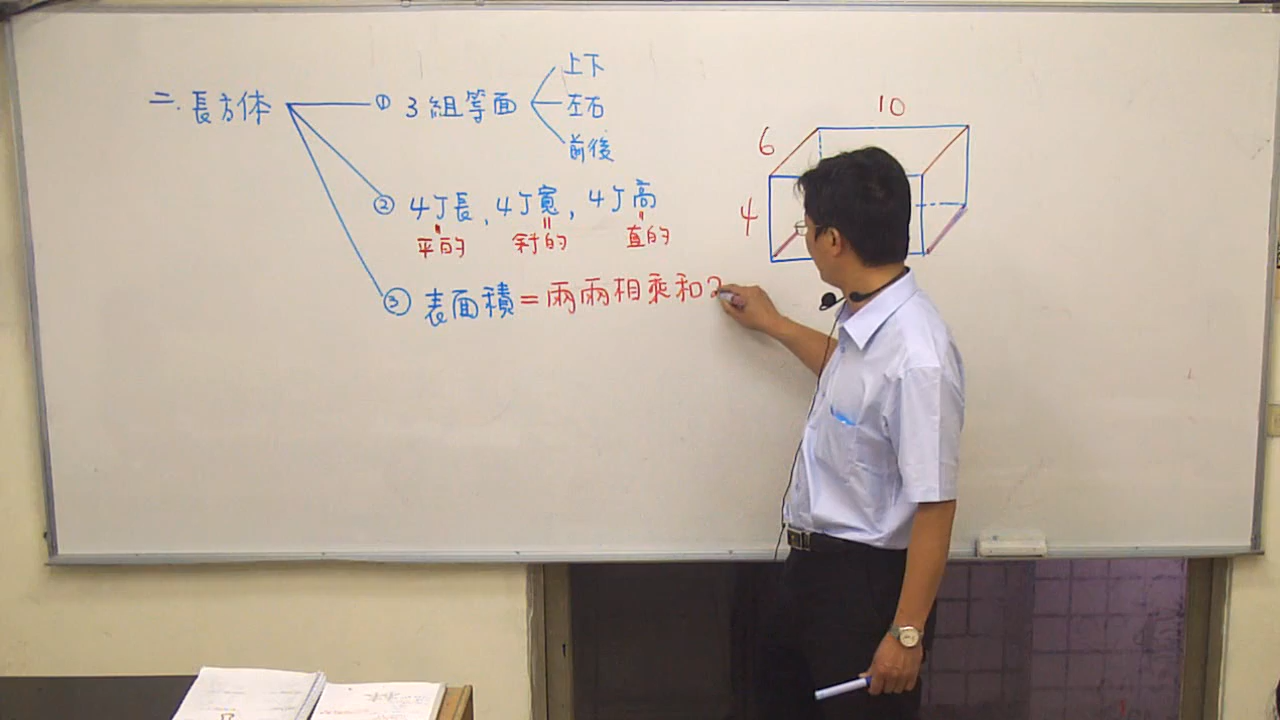 二.長方体
① 3組等面
上下
左右
前後
② 4丁長,4丁寬,4丁高
平的
斜的
直的
③ 表面積=兩兩相乘和2
10
6
4